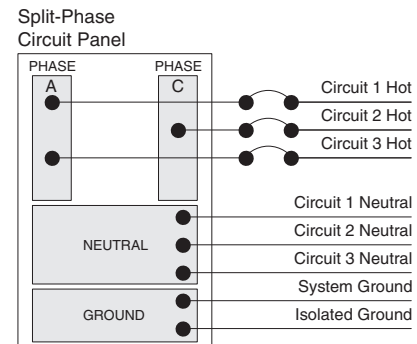 Split-Phase
Circuit Panel
PHASE PHASE
A C
Circuit 1 Hot
Circuit 2 Hot
Circuit 3 Hot
Circuit 1 Neutral
NEUTRAL Circuit 2 Neutral
Circuit 3 Neutral
System Ground
GROUND Isolated Ground